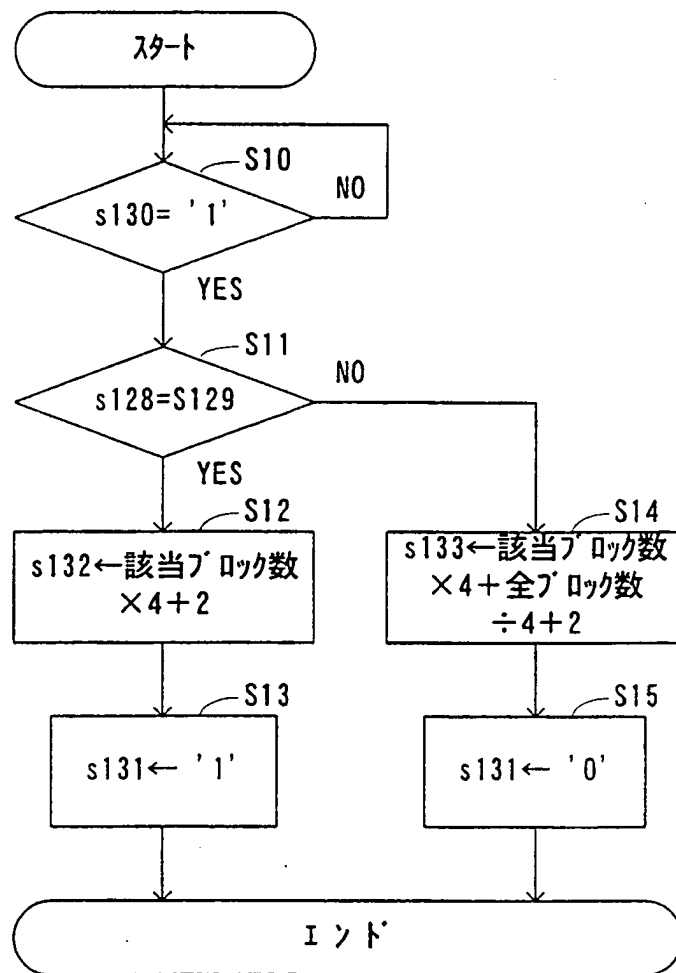 スタート
S10
s130= '1'
NO
YES
S11
s128=S129
NO
YES
S12
s132←該当ブロック数
×4+2
S14
s133←該当ブロック数
×4+全ブロック数
÷4+2
S13
s131← '1'
S15
s131← '0'
エンド